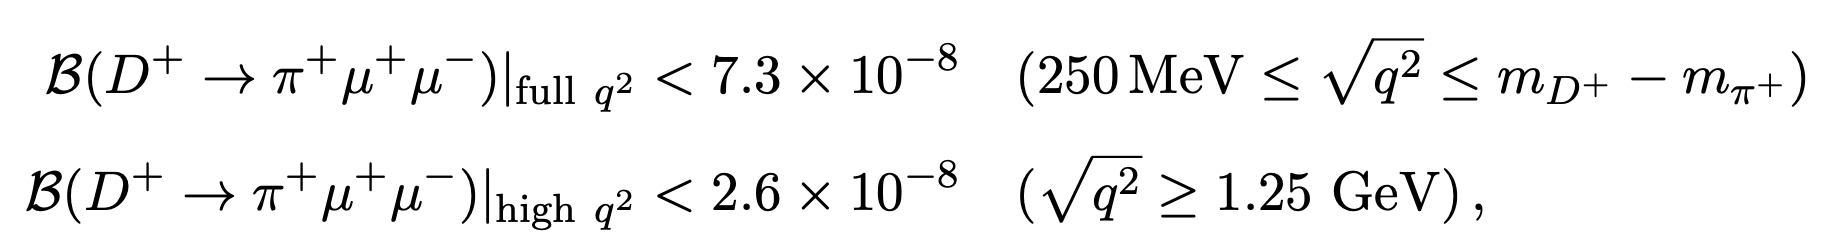 ℬ(D⁺ → π⁺μ⁺μ⁻)|_{full q²} < 7.3 × 10⁻⁸ (250 MeV ≤ √q² ≤ m_{D⁺} − m_{π⁺})
ℬ(D⁺ → π⁺μ⁺μ⁻)|_{high q²} < 2.6 × 10⁻⁸ (√q² ≥ 1.25 GeV) ,